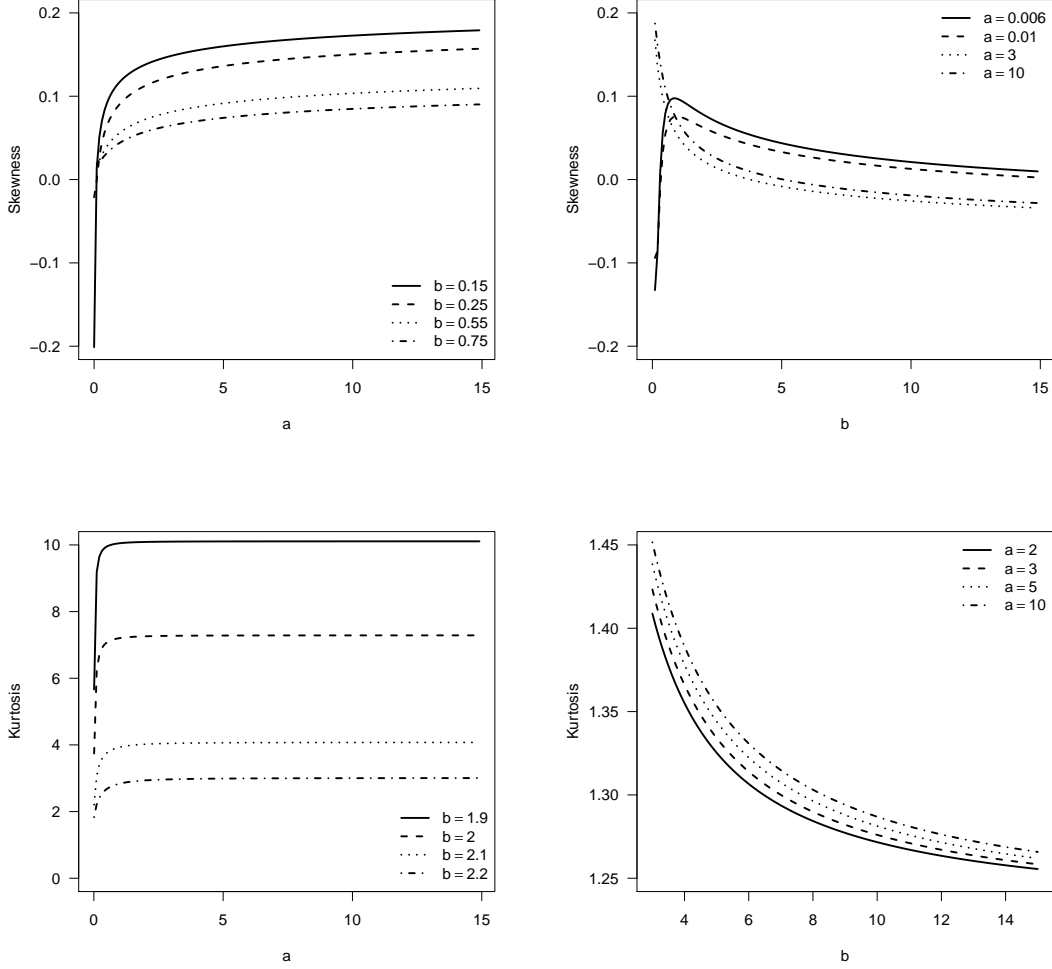 0.2
0.1
0.0
−0.1
−0.2
Skewness
0
5
10
15
a
b = 0.15
b = 0.25
b = 0.55
b = 0.75
0.2
0.1
0.0
−0.1
−0.2
Skewness
0
5
10
15
b
a = 0.006
a = 0.01
a = 3
a = 10
10
8
6
4
2
0
Kurtosis
0
5
10
15
a
b = 1.9
b = 2
b = 2.1
b = 2.2
1.45
1.40
1.35
1.30
1.25
Kurtosis
4
6
8
10
12
14
b
a = 2
a = 3
a = 5
a = 10